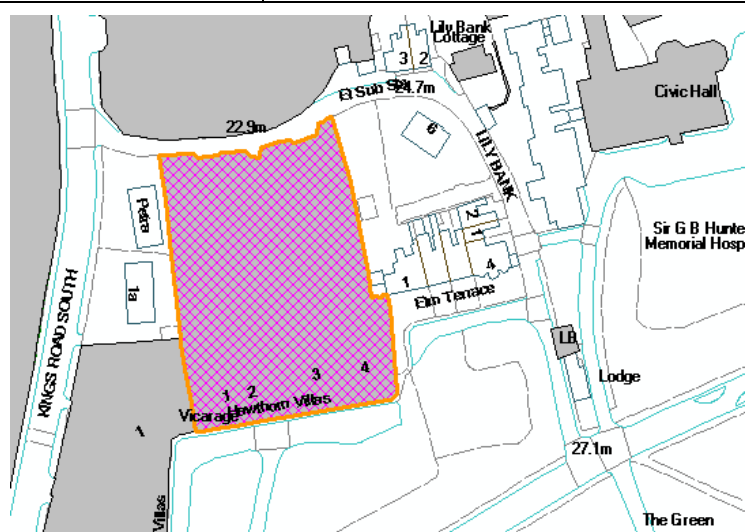 Lily Bank
Cottage
3 2
El Sub Sta
24.7m
22.9m
Civic Hall
6
LILY BANK
Petra
2
1
Sir G B Hunte
Memorial Hosp
1
4
Elm Terrace
1a
KINGS ROAD SOUTH
LB
Lodge
1 2 3 4
Hawthorn Villas
Vicarage
1
27.1m
Villas
The Green